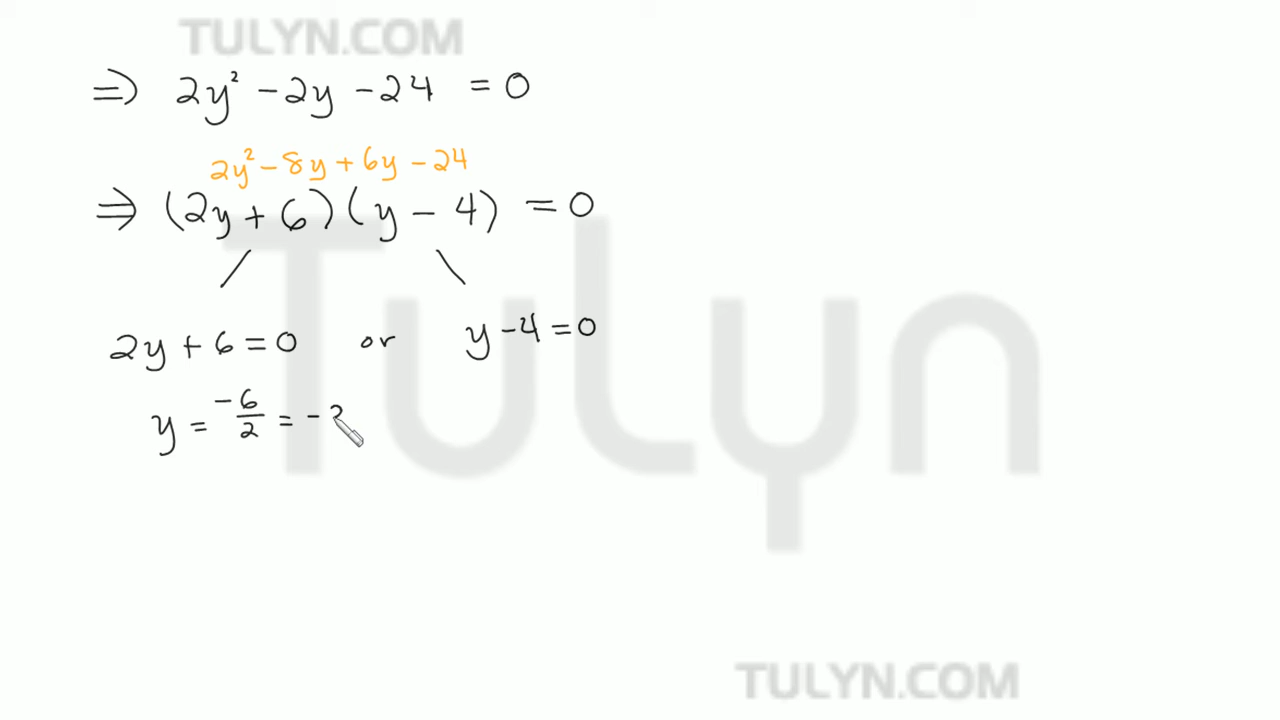 TULYN.COM
⇒ 2y² - 2y - 24 = 0
2y² - 8y + 6y - 24
⇒ (2y + 6)(y - 4) = 0
2y + 6 = 0 or y - 4 = 0
y = -6/2 = -
TuLyn
TULYN.COM